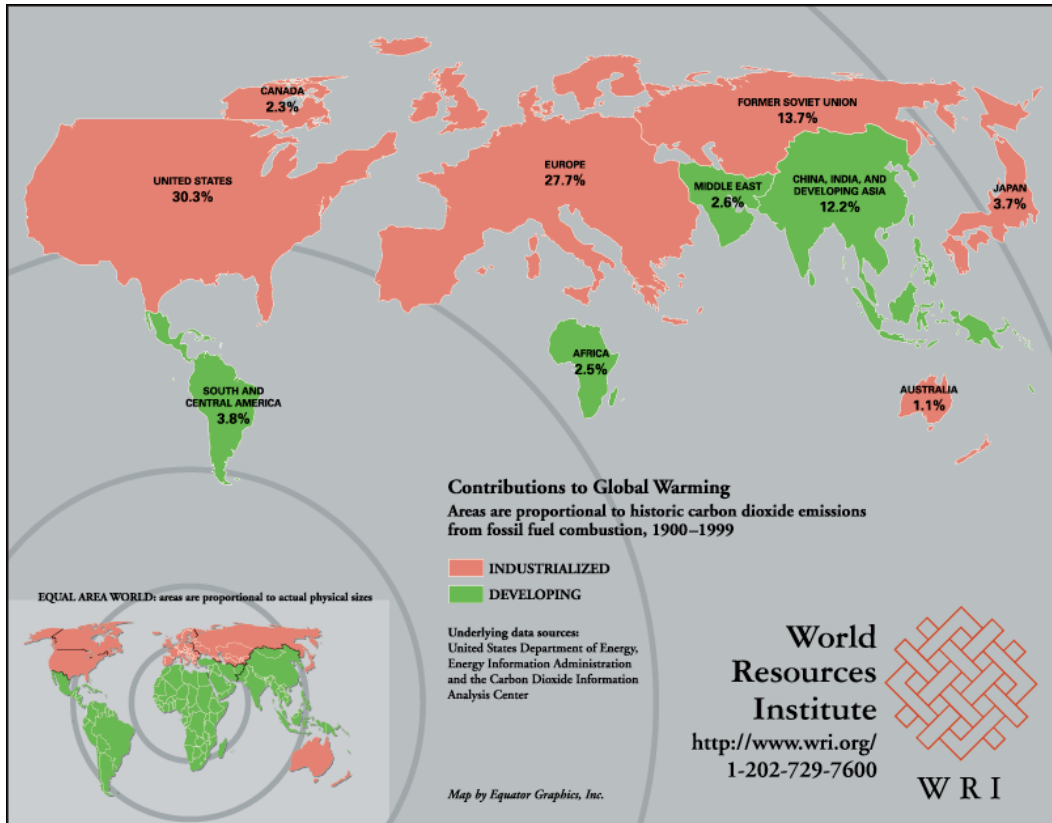 CANADA
2.3%
FORMER SOVIET UNION
13.7%
UNITED STATES
30.3%
EUROPE
27.7%
MIDDLE EAST
2.6%
CHINA, INDIA, AND
DEVELOPING ASIA
12.2%
JAPAN
3.7%
SOUTH AND
CENTRAL AMERICA
3.8%
AFRICA
2.5%
AUSTRALIA
1.1%
Contributions to Global Warming
Areas are proportional to historic carbon dioxide emissions
from fossil fuel combustion, 1900–1999
INDUSTRIALIZED
DEVELOPING
EQUAL AREA WORLD: areas are proportional to actual physical sizes
Underlying data sources:
United States Department of Energy,
Energy Information Administration
and the Carbon Dioxide Information
Analysis Center
Map by Equator Graphics, Inc.
World
Resources
Institute
http://www.wri.org/
1-202-729-7600
WRI